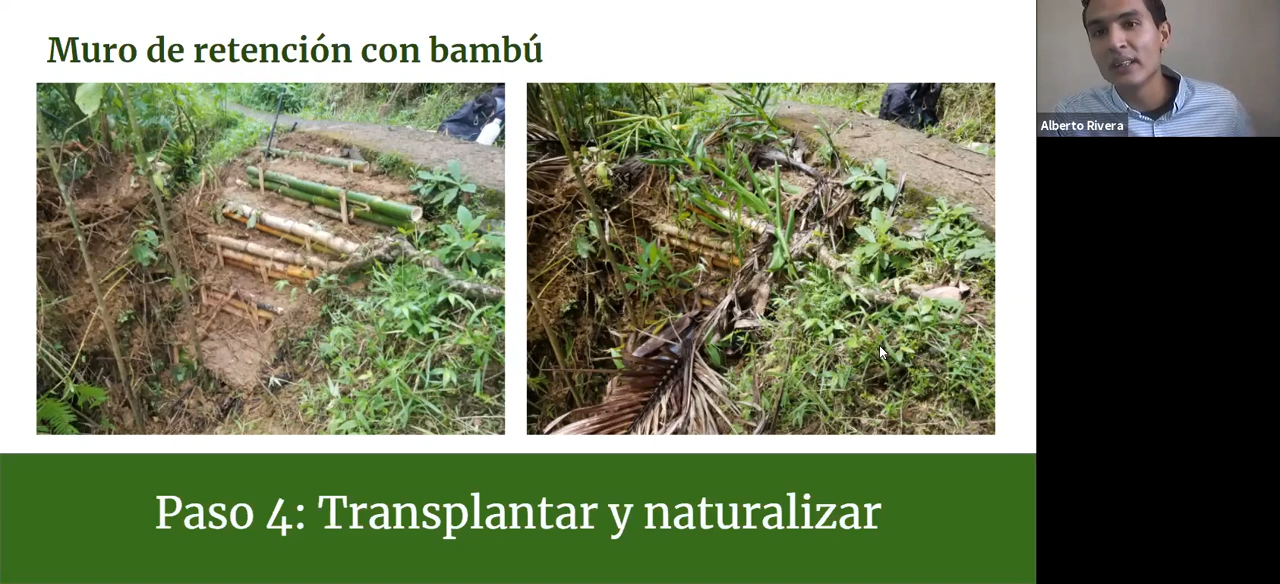 Muro de retención con bambú
Alberto Rivera
Paso 4: Transplantar y naturalizar